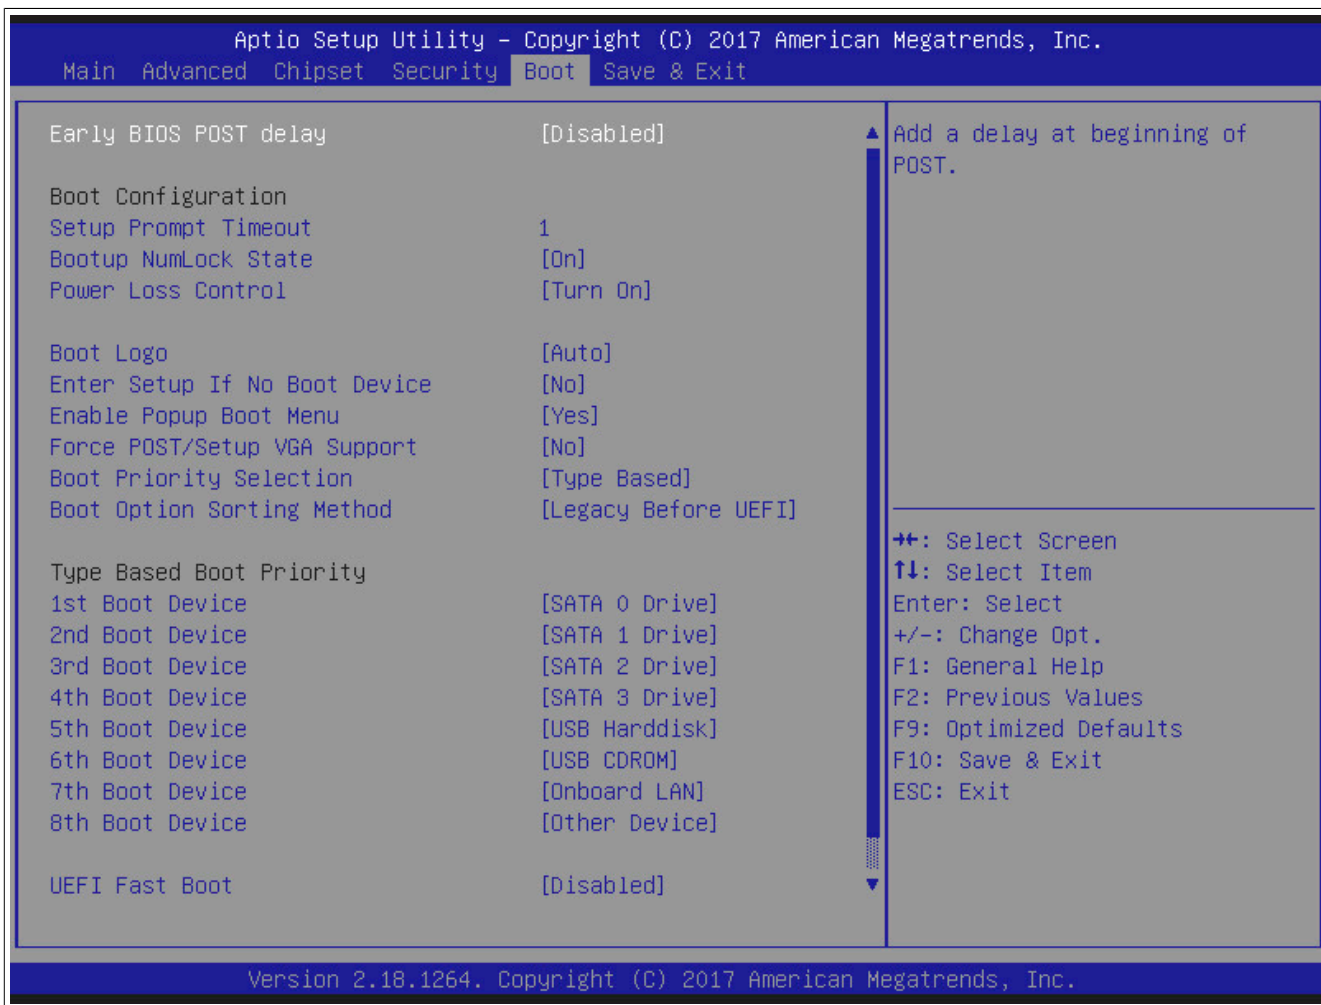 Aptio Setup Utility – Copyright (C) 2017 American Megatrends, Inc.
Main Advanced Chipset Security Boot Save & Exit
Early BIOS POST delay [Disabled]
Boot Configuration
Setup Prompt Timeout 1
Bootup NumLock State [On]
Power Loss Control [Turn On]
Boot Logo [Auto]
Enter Setup If No Boot Device [No]
Enable Popup Boot Menu [Yes]
Force POST/Setup VGA Support [No]
Boot Priority Selection [Type Based]
Boot Option Sorting Method [Legacy Before UEFI]
Type Based Boot Priority
1st Boot Device [SATA 0 Drive]
2nd Boot Device [SATA 1 Drive]
3rd Boot Device [SATA 2 Drive]
4th Boot Device [SATA 3 Drive]
5th Boot Device [USB Harddisk]
6th Boot Device [USB CDROM]
7th Boot Device [Onboard LAN]
8th Boot Device [Other Device]
UEFI Fast Boot [Disabled]
Add a delay at beginning of
POST.
→←: Select Screen
↑↓: Select Item
Enter: Select
+/-: Change Opt.
F1: General Help
F2: Previous Values
F9: Optimized Defaults
F10: Save & Exit
ESC: Exit
Version 2.18.1264. Copyright (C) 2017 American Megatrends, Inc.